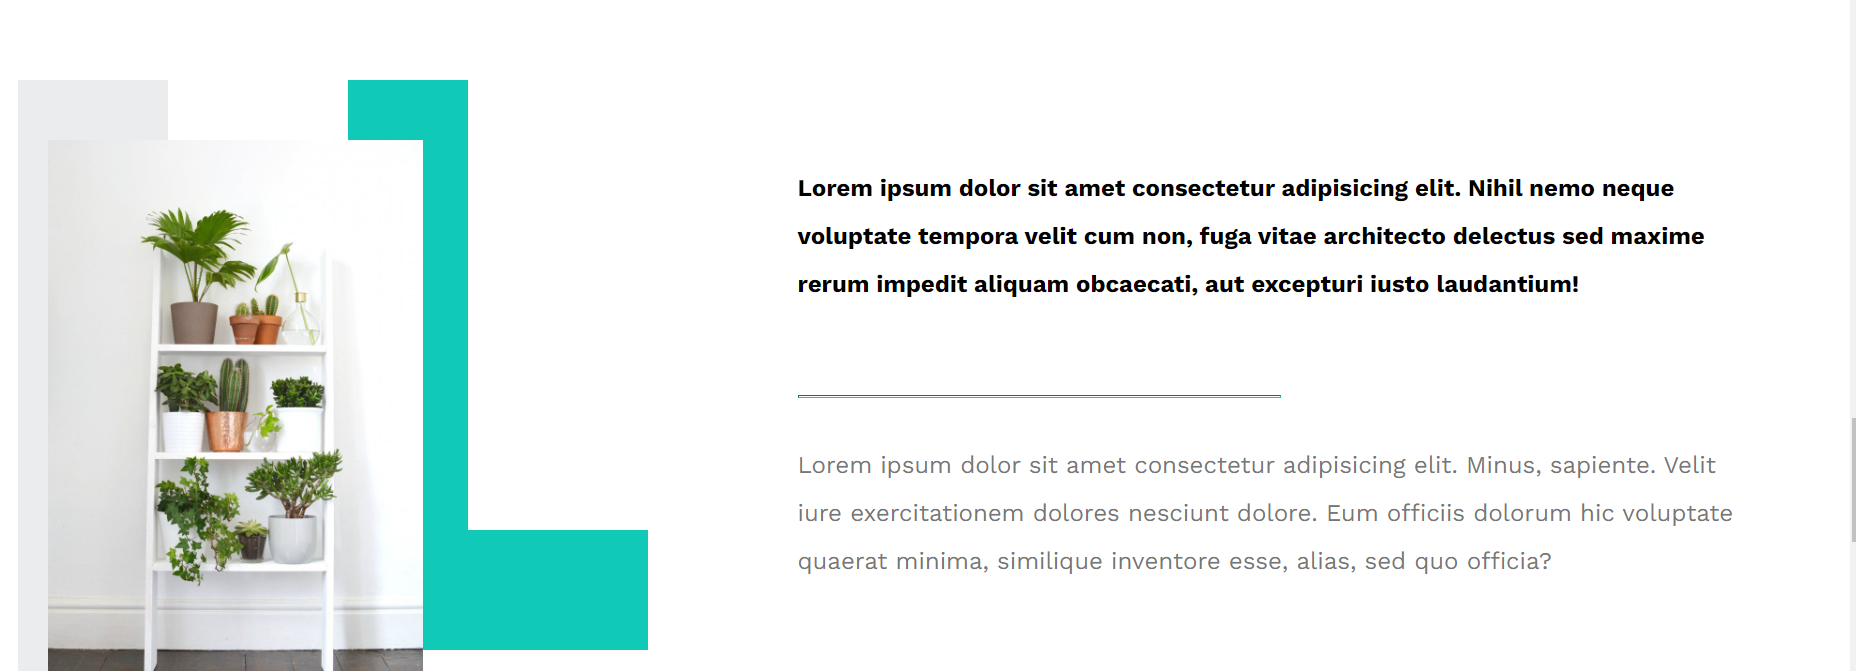 Lorem ipsum dolor sit amet consectetur adipisicing elit. Nihil nemo neque
voluptate tempora velit cum non, fuga vitae architecto delectus sed maxime
rerum impedit aliquam obcaecati, aut excepturi iusto laudantium!
Lorem ipsum dolor sit amet consectetur adipisicing elit. Minus, sapiente. Velit
iure exercitationem dolores nesciunt dolore. Eum officiis dolorum hic voluptate
quaerat minima, similique inventore esse, alias, sed quo officia?